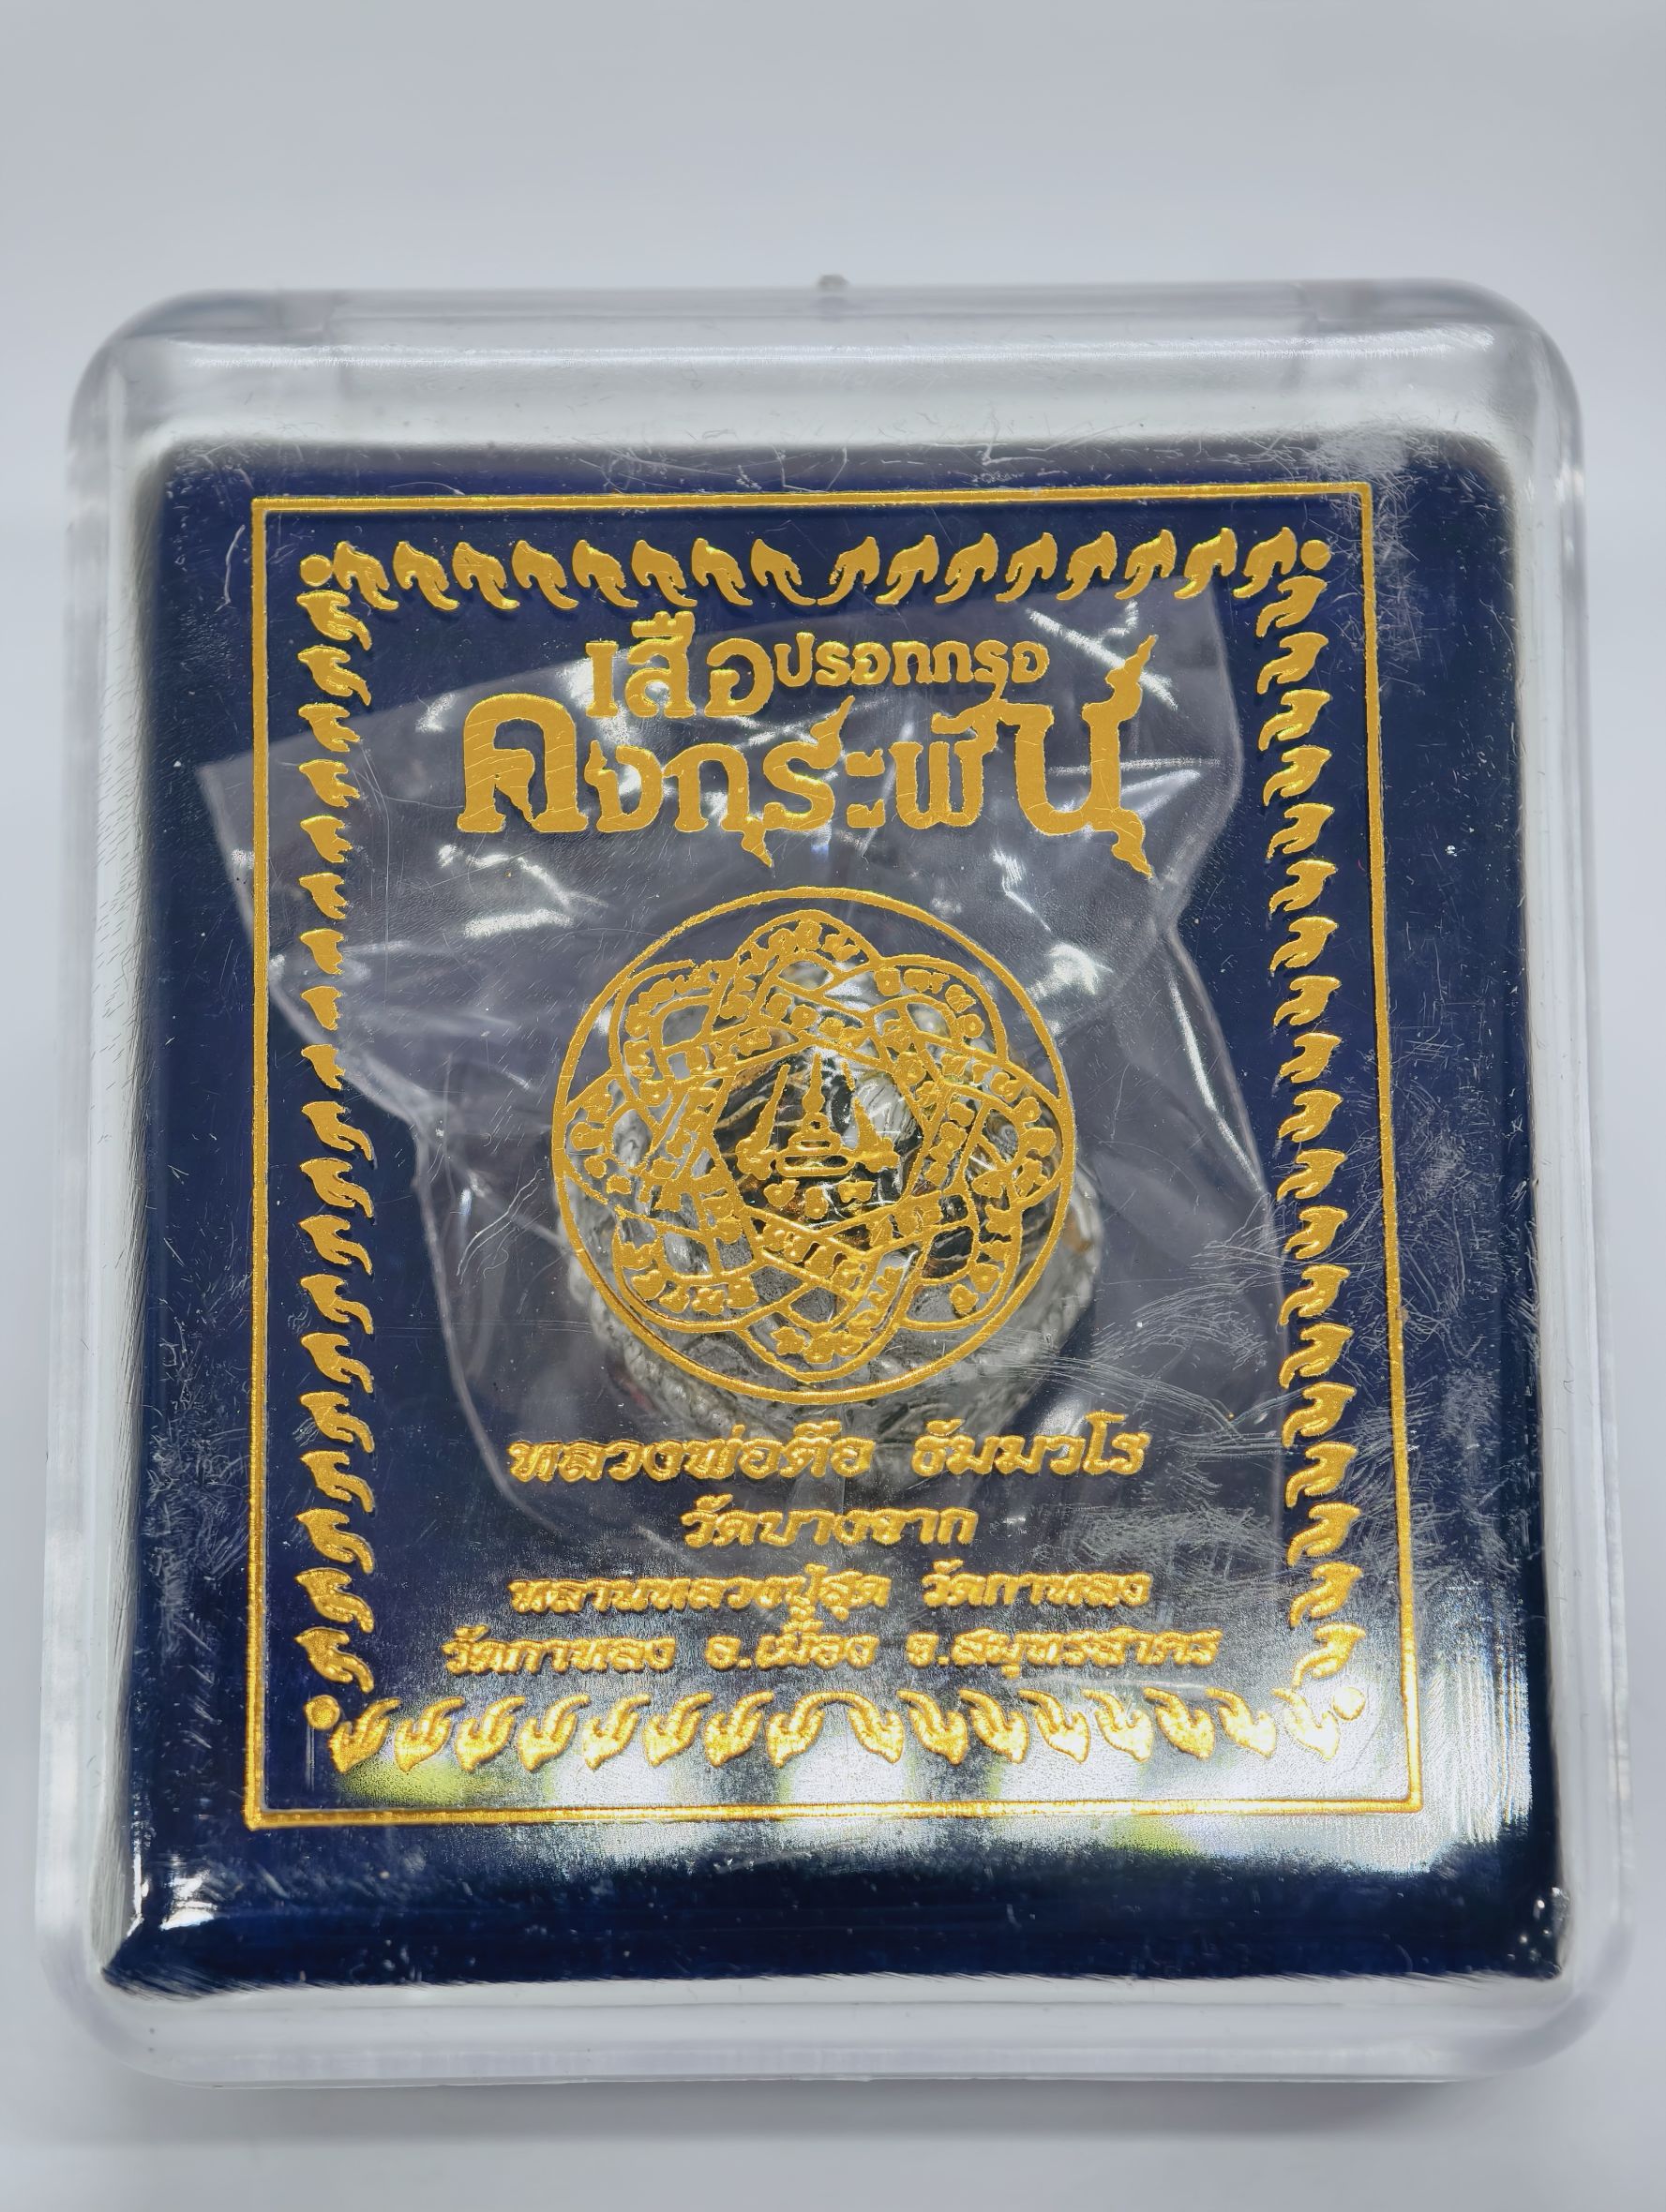 เสือปรอทกรอ
คงกระพัน
หลวงพ่อต๊อ ธัมมวโร
วัดบางจาก
หลานหลวงปู่สุด วัดกาหลง
วัดกาหลง อ.เมือง จ.สมุทรสาคร